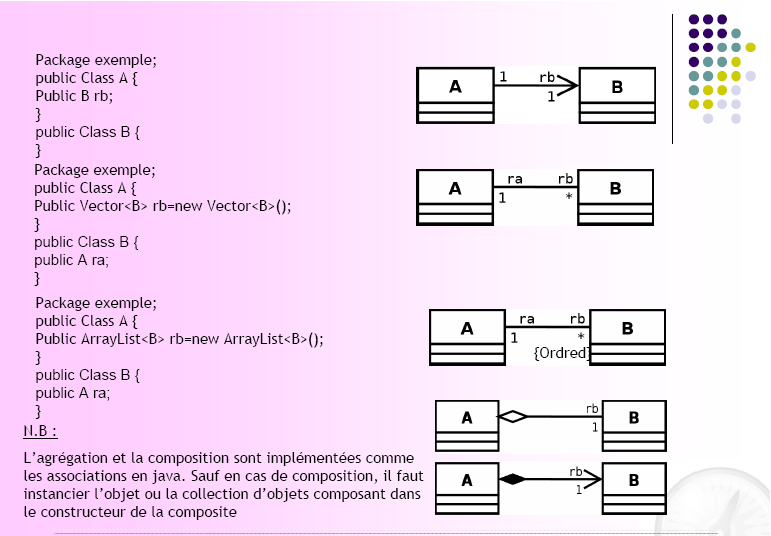 Package exemple;
public Class A {
Public B rb;
}
public Class B {
}
Package exemple;
public Class A {
Public Vector<B> rb=new Vector<B>();
}
public Class B {
public A ra;
}
Package exemple;
public Class A {
Public ArrayList<B> rb=new ArrayList<B>();
}
public Class B {
public A ra;
}
N.B :
L’agrégation et la composition sont implémentées comme
les associations en java. Sauf en cas de composition, il faut
instancier l’objet ou la collection d’objets composant dans
le constructeur de la composite
A 1 rb B
1
A ra rb B
1 *
A ra rb B
1 *
{Ordred}
A rb B
1
A rb B
1